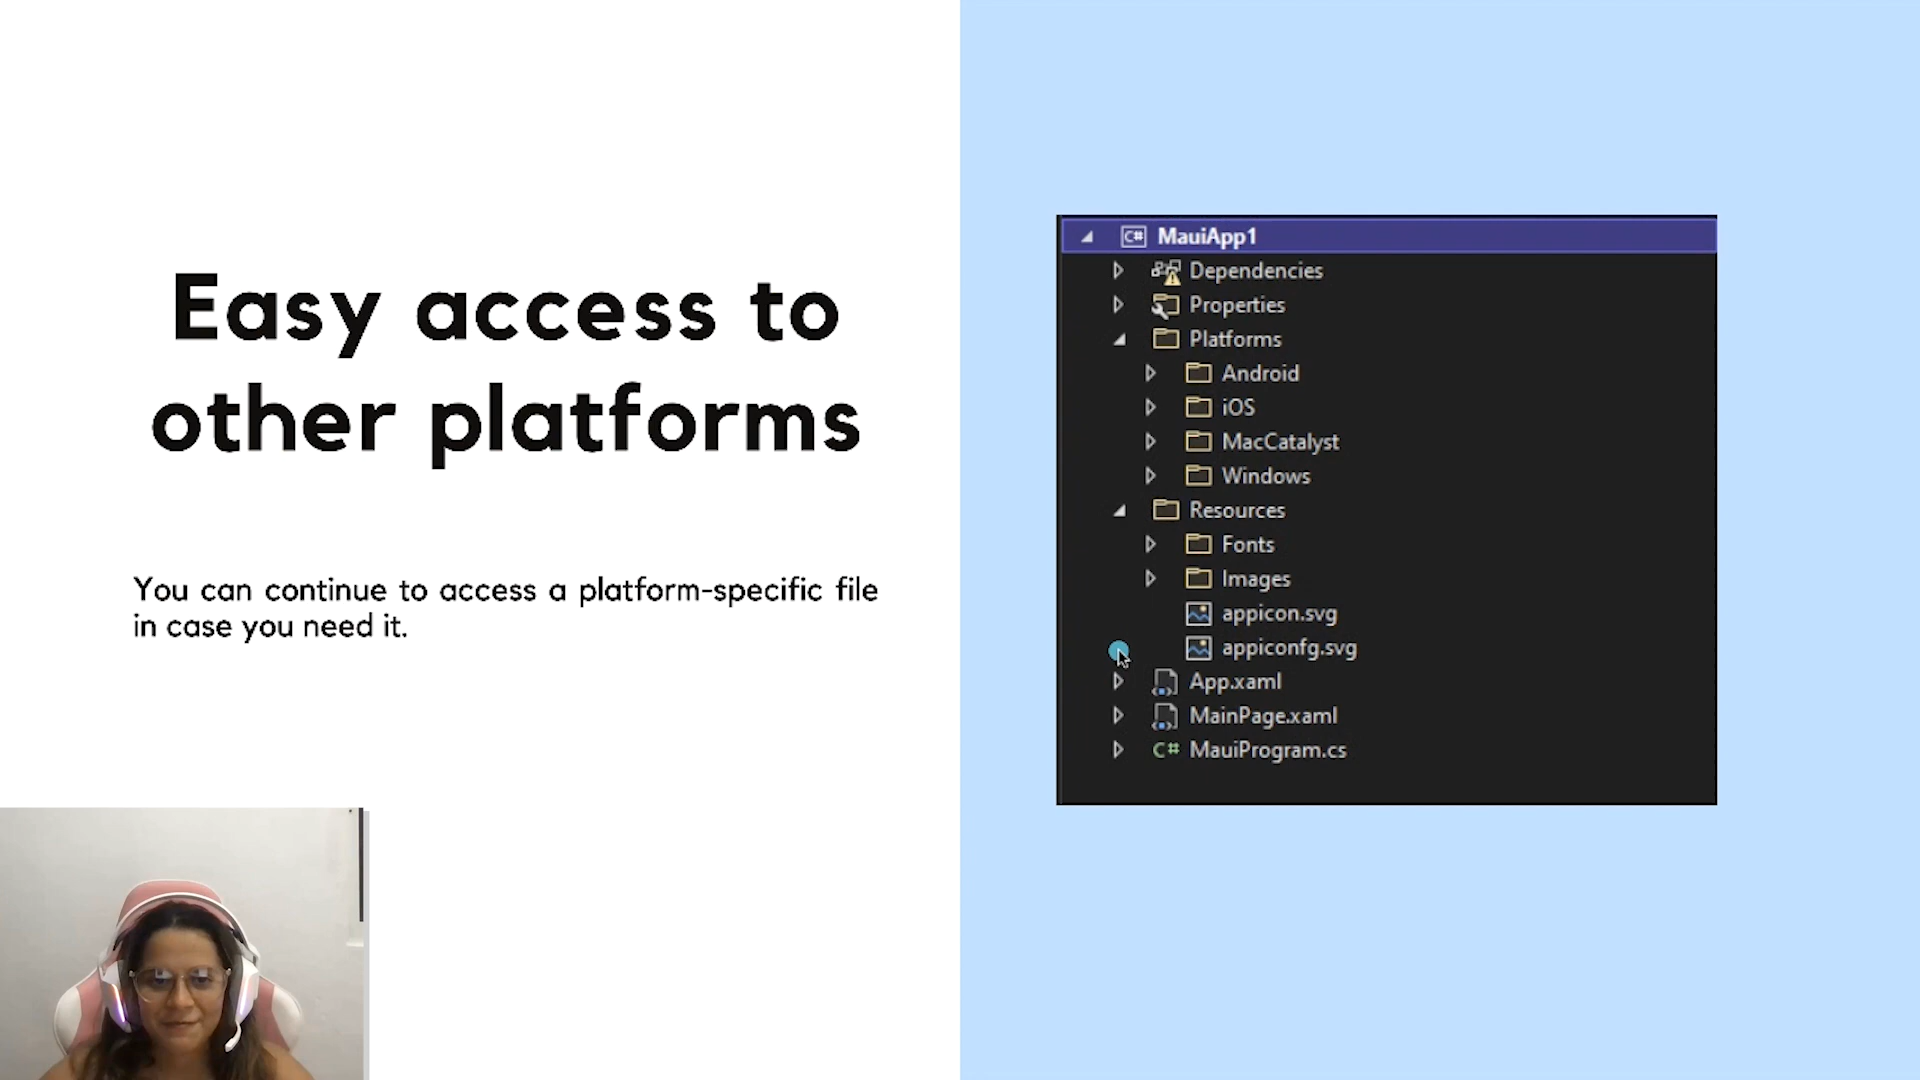 Easy access to
other platforms
You can continue to access a platform-specific file
in case you need it.
C# MauiApp1
Dependencies
Properties
Platforms
Android
iOS
MacCatalyst
Windows
Resources
Fonts
Images
appicon.svg
appiconfg.svg
App.xaml
MainPage.xaml
C# MauiProgram.cs